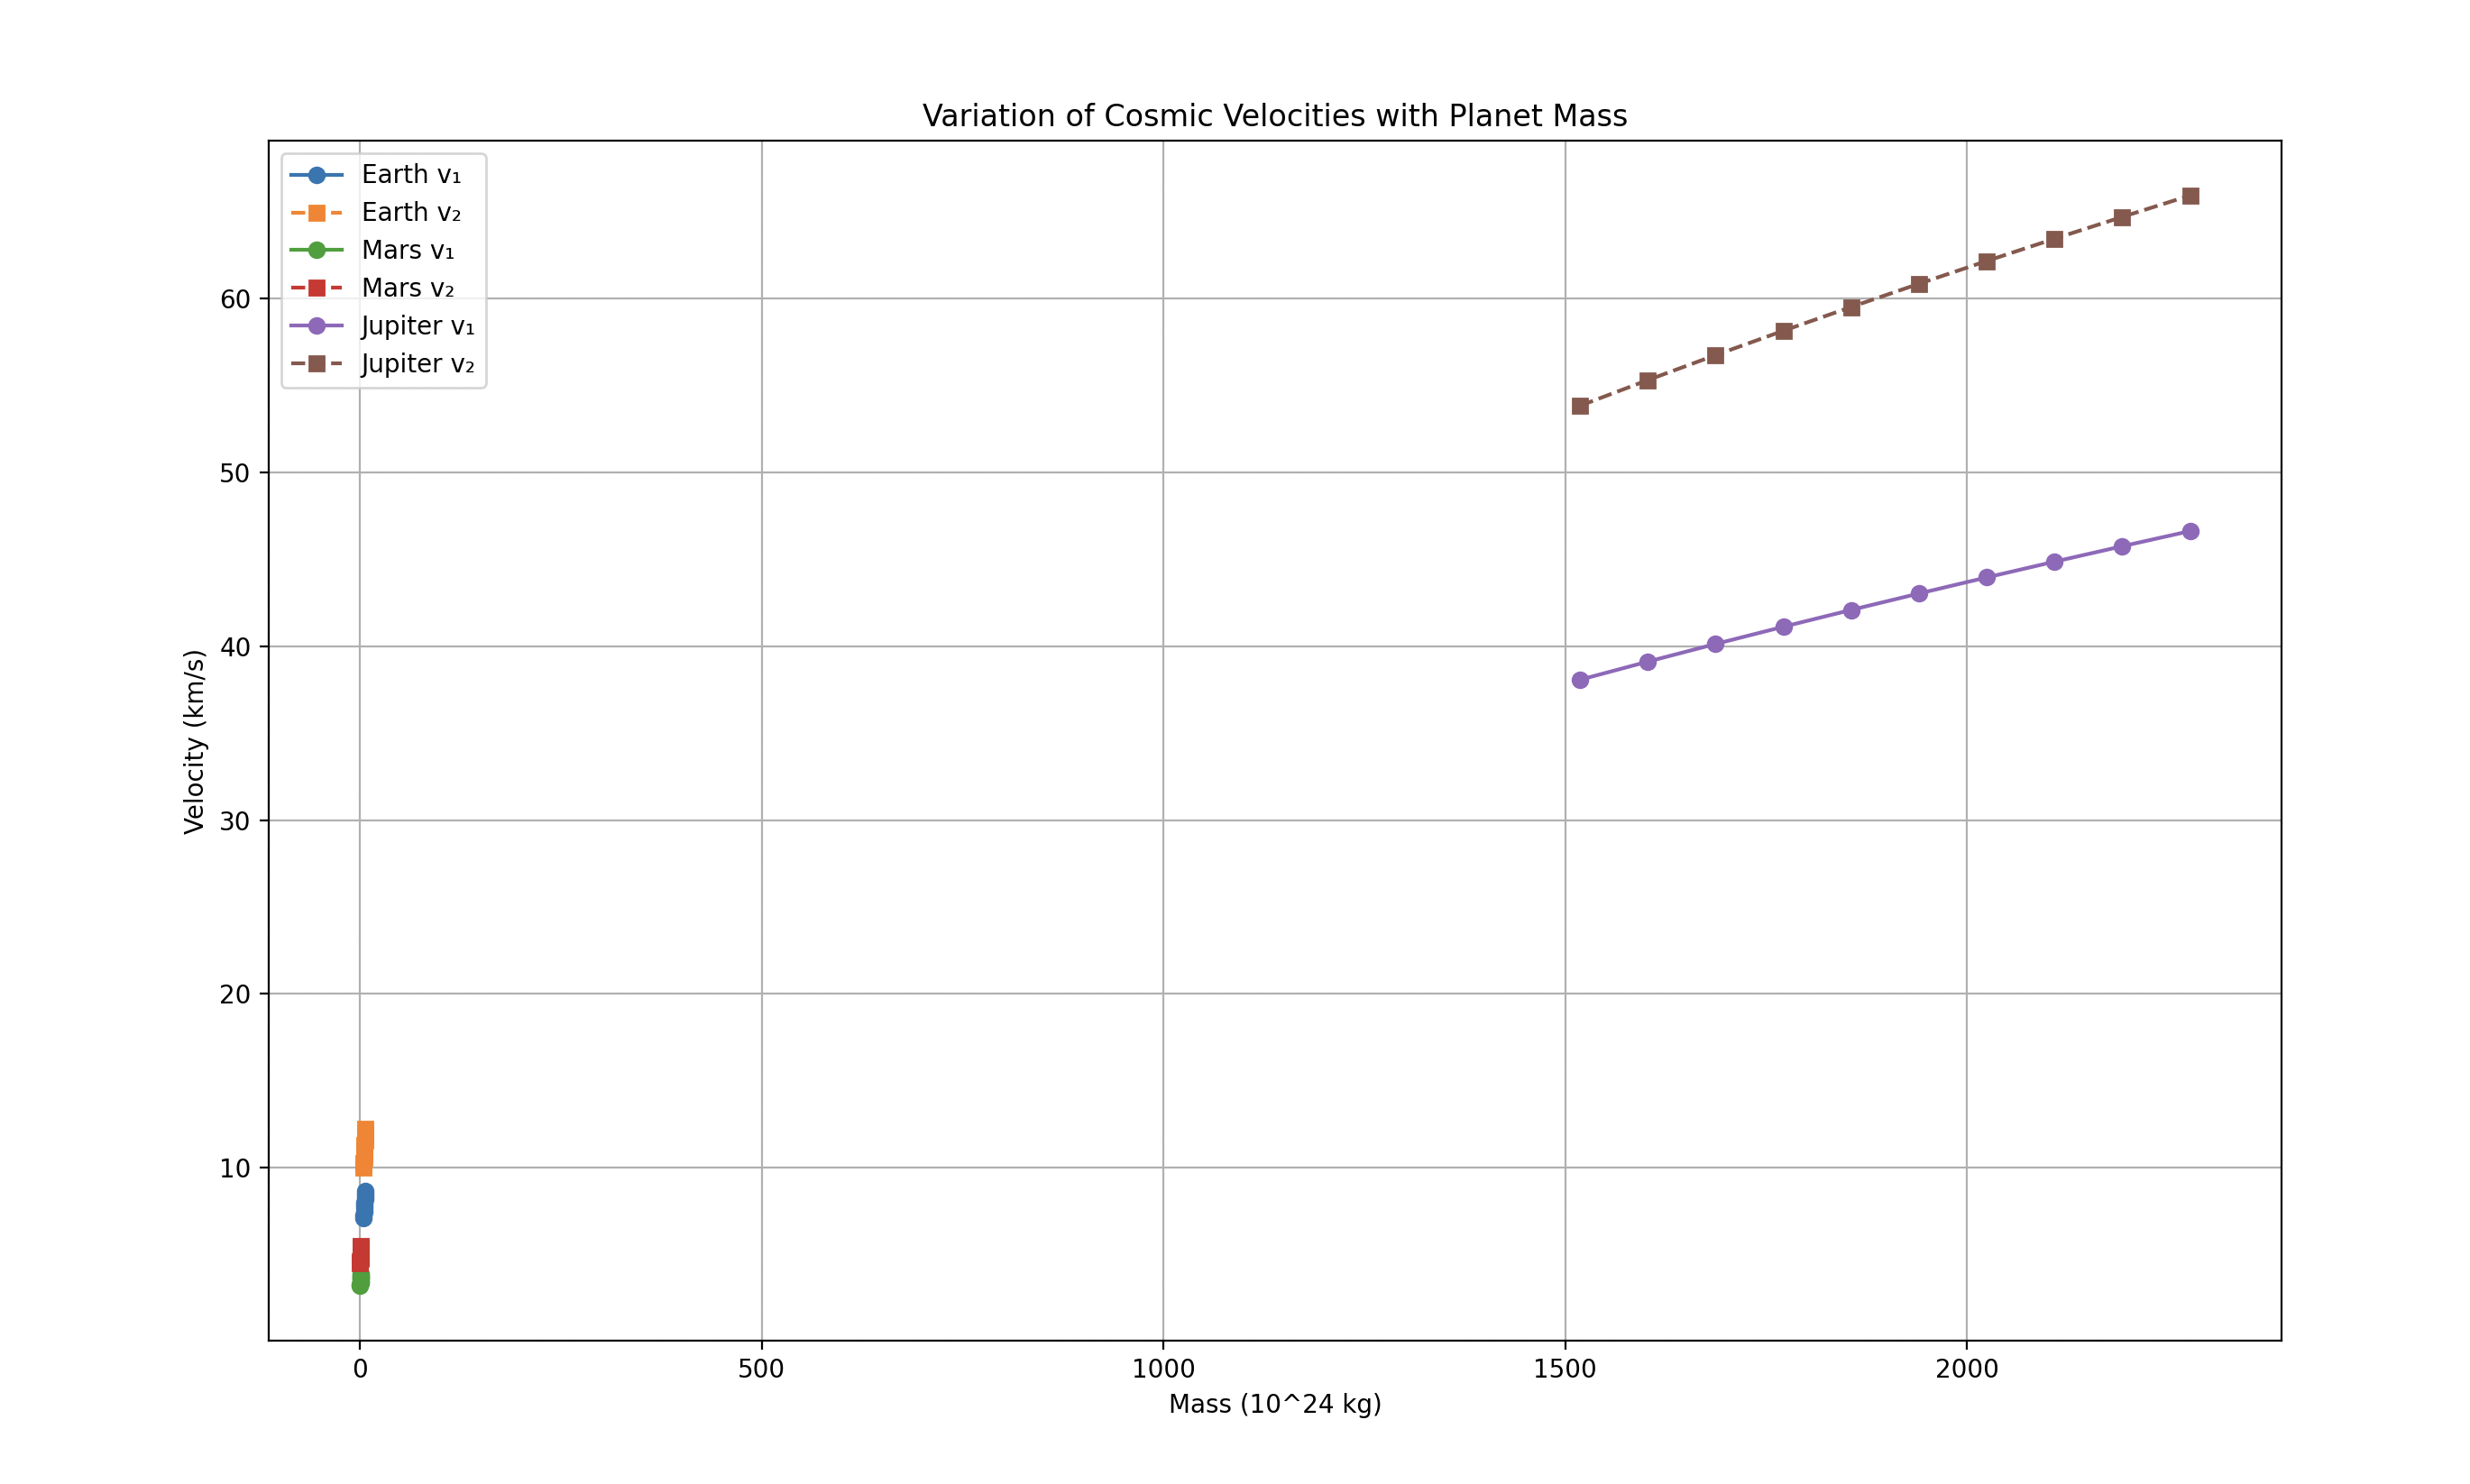 Variation of Cosmic Velocities with Planet Mass
Earth v₁
Earth v₂
Mars v₁
Mars v₂
Jupiter v₁
Jupiter v₂
60
50
40
30
20
10
Velocity (km/s)
0 500 1000 1500 2000
Mass (10^24 kg)